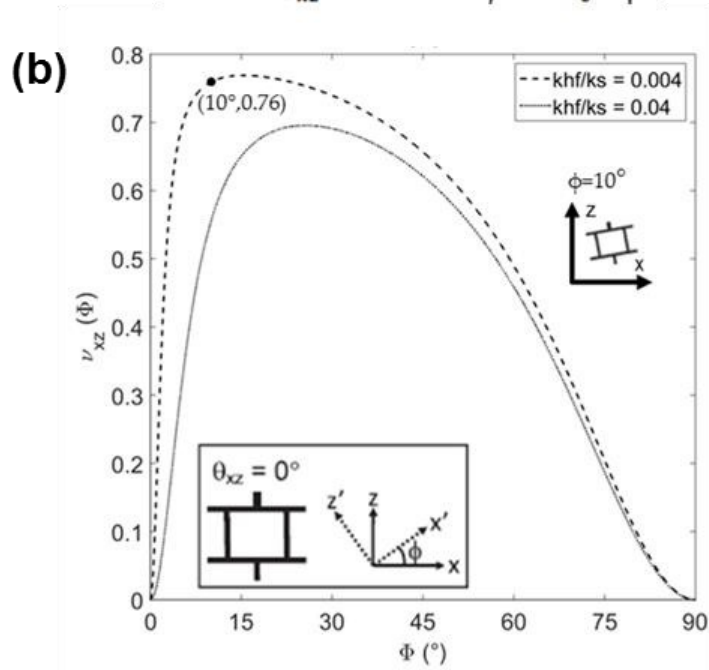 (b)
0.8
0.7
0.6
0.5
0.4
0.3
0.2
0.1
0
ν_xz (Φ)
(10°,0.76)
khf/ks = 0.004
khf/ks = 0.04
ϕ=10°
z
x
θ_xz = 0°
z′ z x′
ϕ x
0 15 30 45 60 75 90
Φ (°)